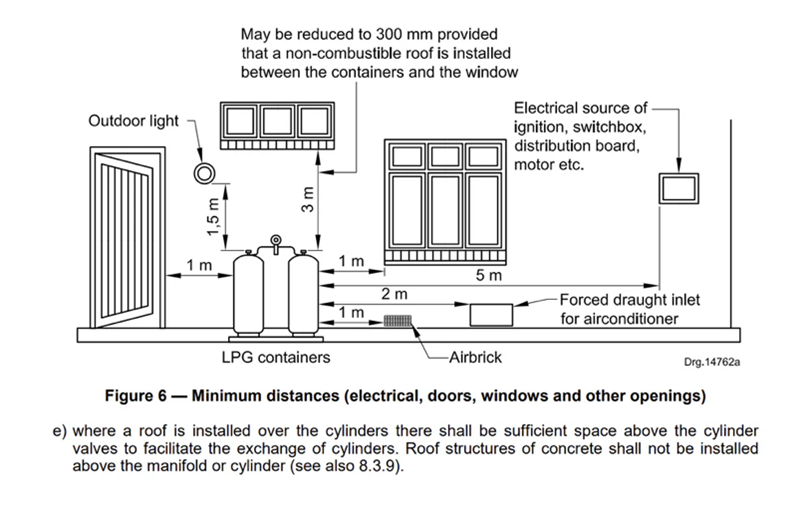 May be reduced to 300 mm provided
that a non-combustible roof is installed
between the containers and the window
Outdoor light
Electrical source of
ignition, switchbox,
distribution board,
motor etc.
1,5 m
3 m
1 m
1 m
5 m
2 m
1 m
Forced draught inlet
for airconditioner
LPG containers
Airbrick
Drg.14762a
Figure 6 — Minimum distances (electrical, doors, windows and other openings)
e) where a roof is installed over the cylinders there shall be sufficient space above the cylinder
valves to facilitate the exchange of cylinders. Roof structures of concrete shall not be installed
above the manifold or cylinder (see also 8.3.9).